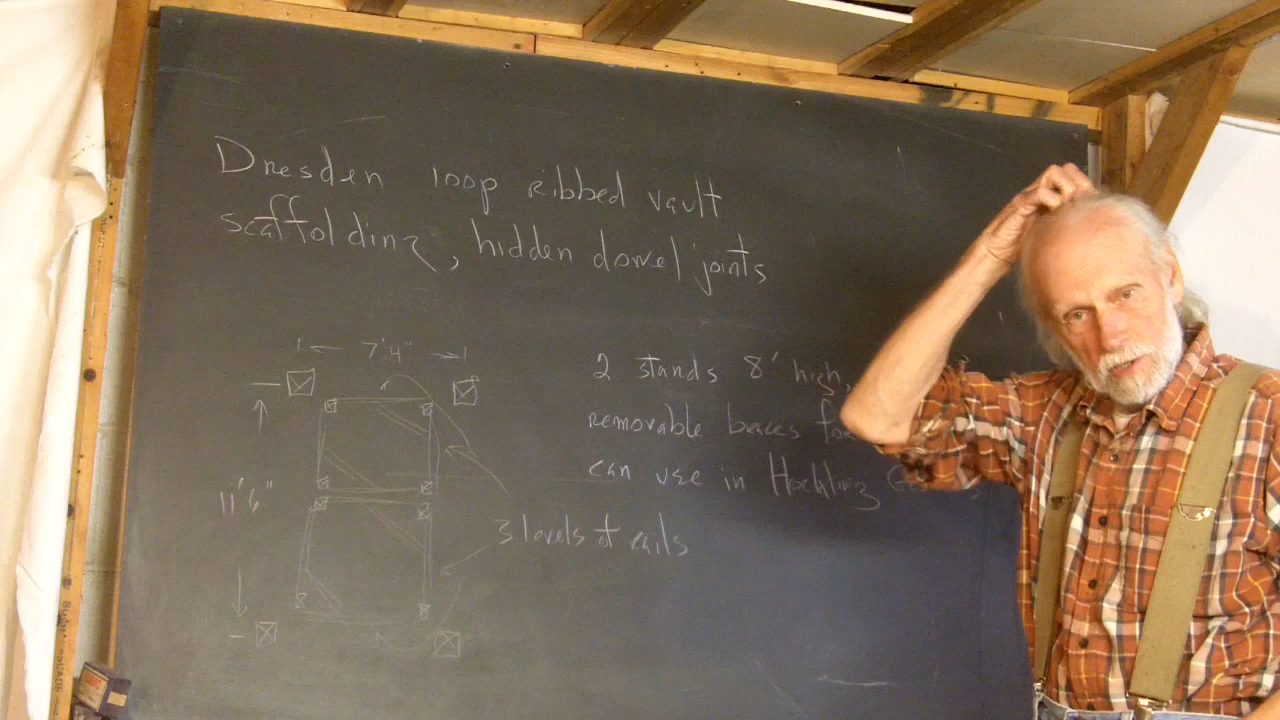 Dresden loop ribbed vault
scaffolding, hidden dowel joints
7'4"
2 stands 8' high,
removable braces for
can use in
11'6"
3 levels of rails